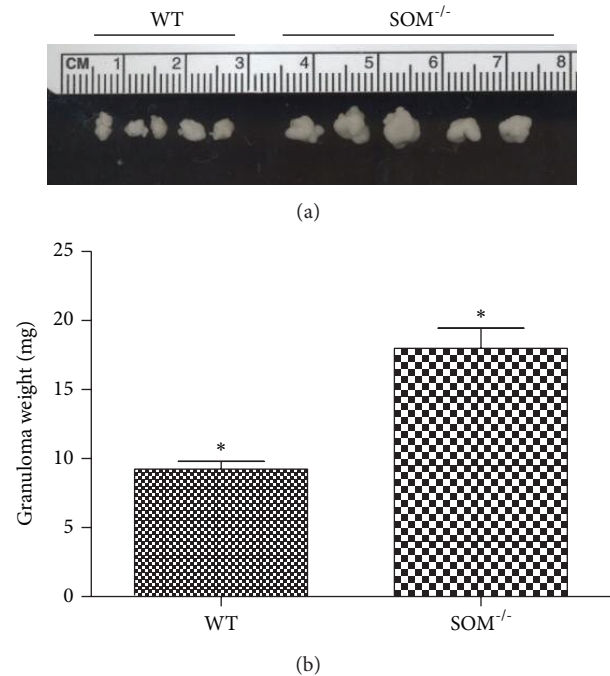 WT SOM⁻/⁻
CM 1 2 3 4 5 6 7 8
(a)
25
20
15
10
5
0
Granuloma weight (mg)
* *
WT SOM⁻/⁻
(b)